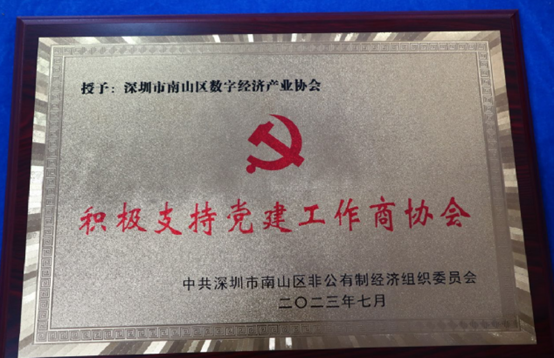 授予：深圳市南山区数字经济产业协会
积极支持党建工作商协会
中共深圳市南山区非公有制经济组织委员会
二〇二三年七月